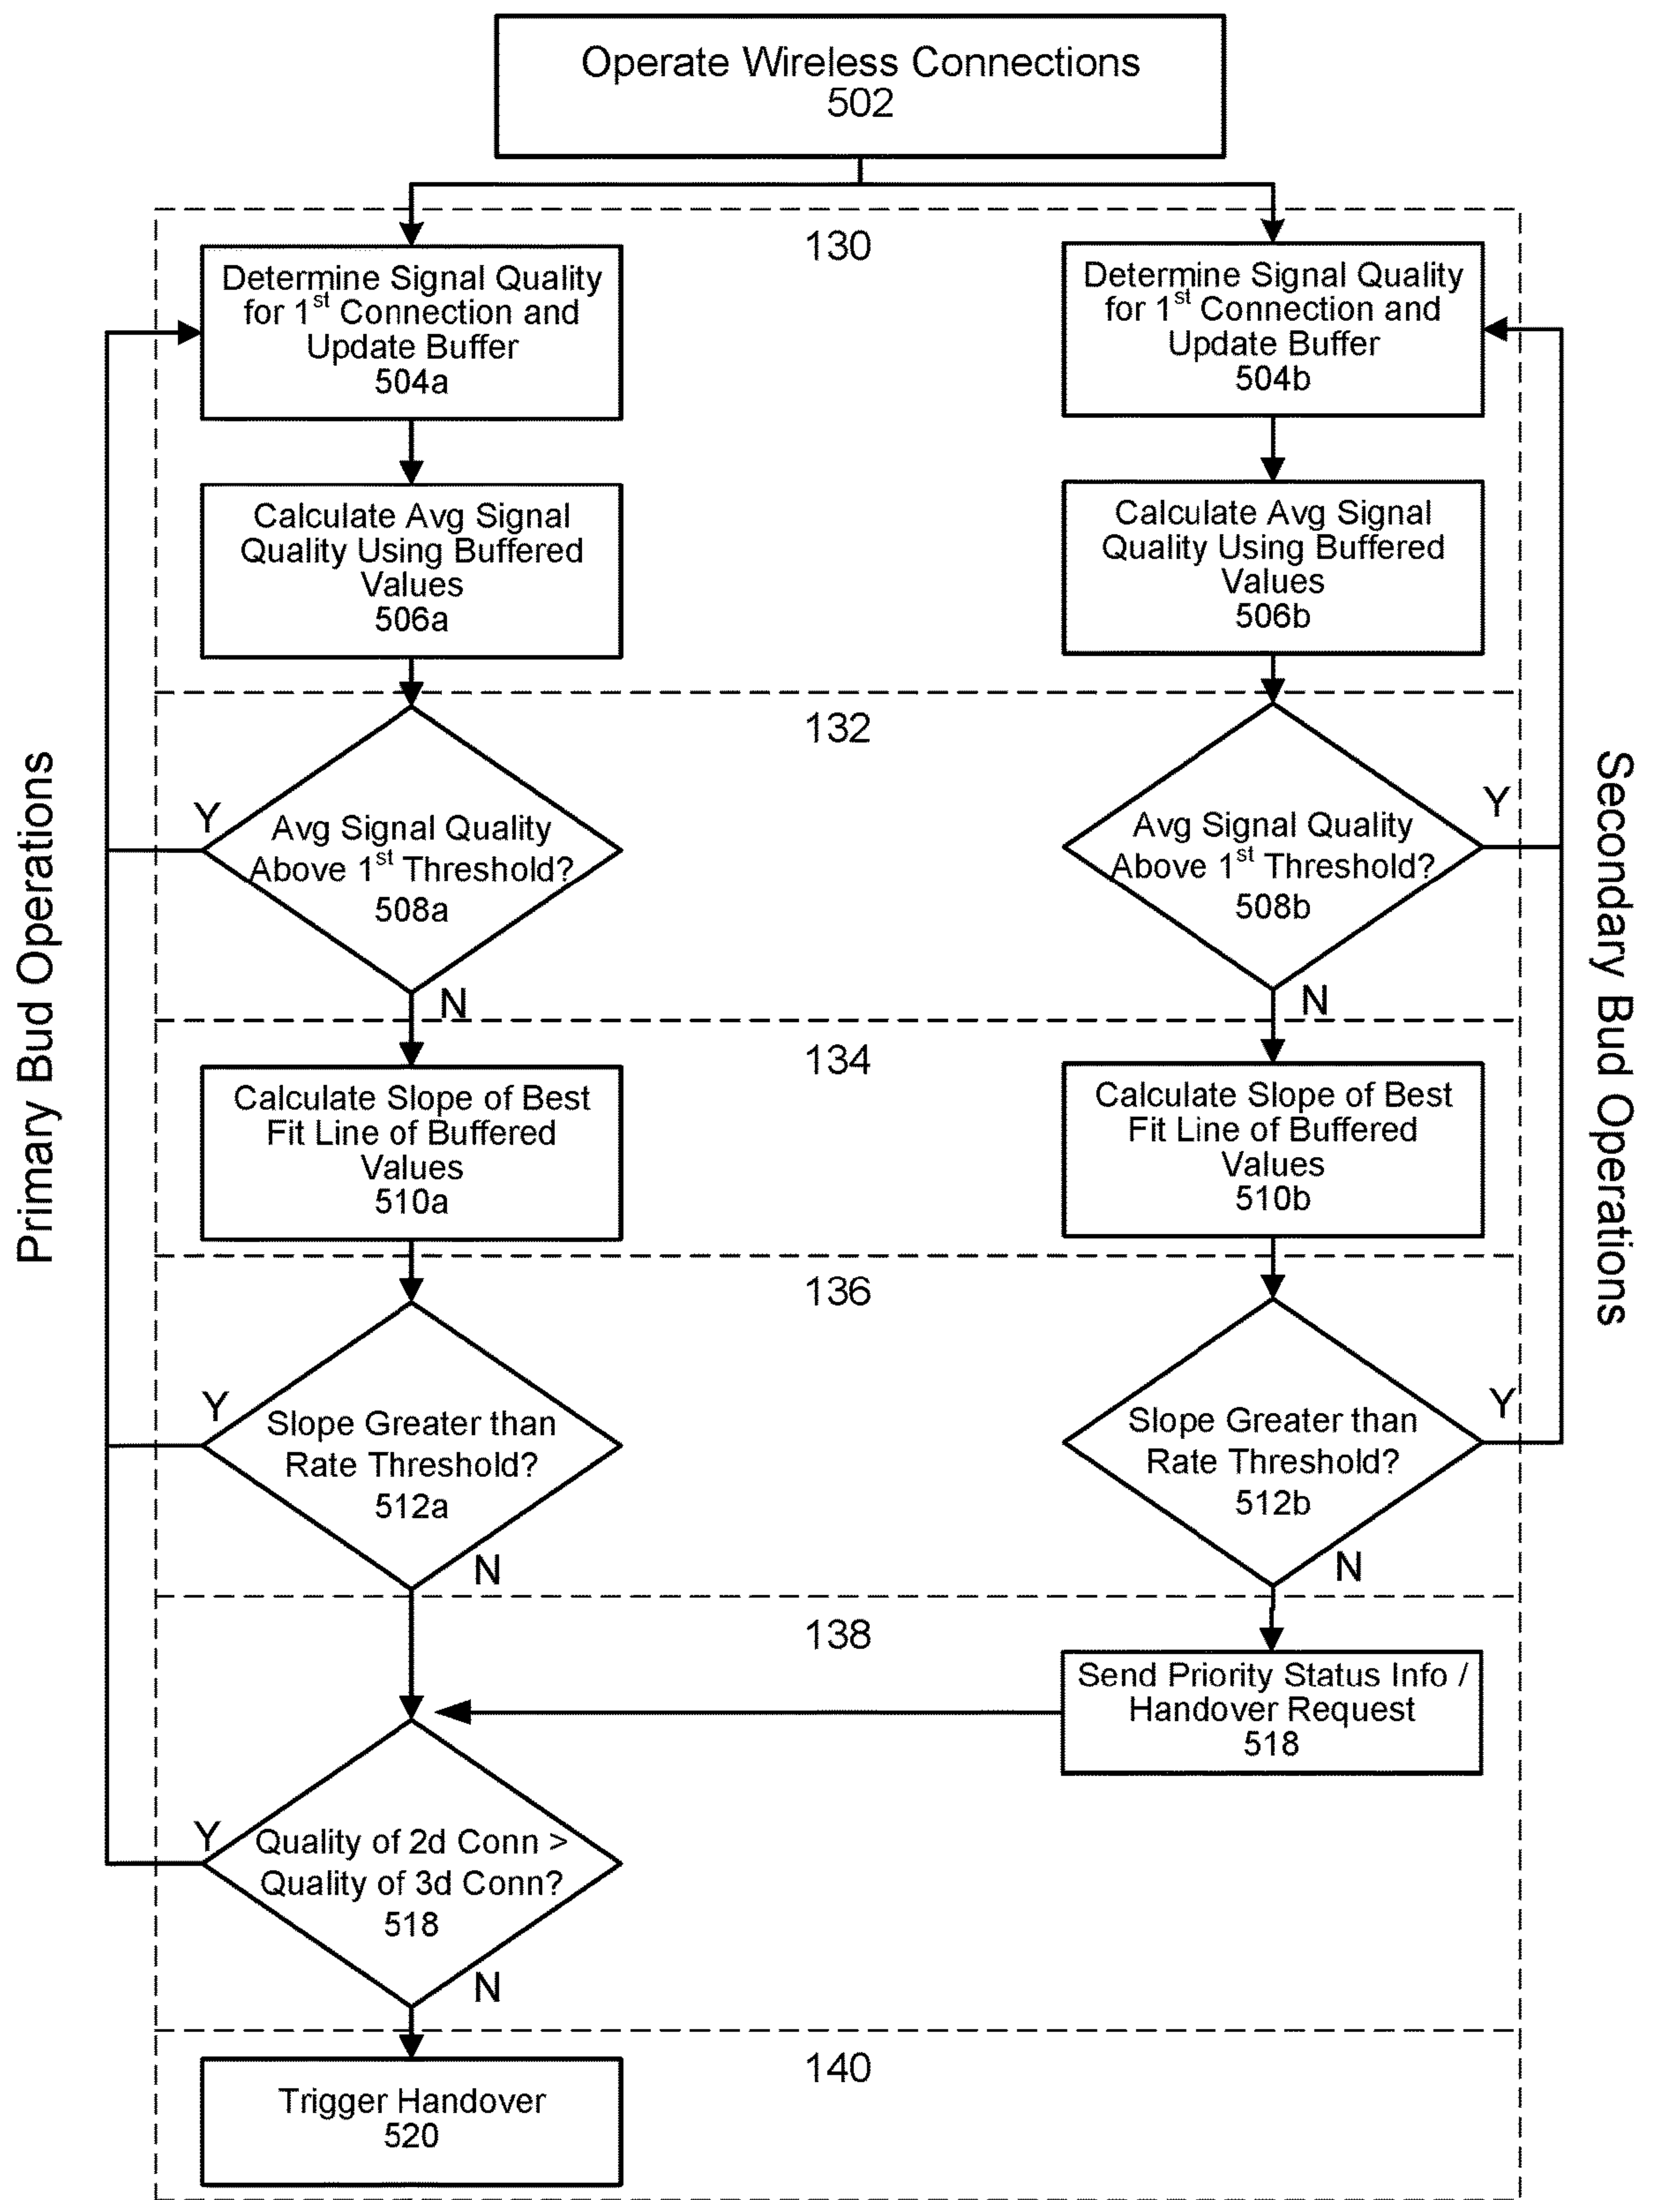 Operate Wireless Connections
502
130
Determine Signal Quality
for 1st Connection and
Update Buffer
504a
Determine Signal Quality
for 1st Connection and
Update Buffer
504b
Calculate Avg Signal
Quality Using Buffered
Values
506a
Calculate Avg Signal
Quality Using Buffered
Values
506b
132
Y
Avg Signal Quality
Above 1st Threshold?
508a
N
Y
Avg Signal Quality
Above 1st Threshold?
508b
N
Primary Bud Operations
Secondary Bud Operations
134
Calculate Slope of Best
Fit Line of Buffered
Values
510a
Calculate Slope of Best
Fit Line of Buffered
Values
510b
136
Y
Slope Greater than
Rate Threshold?
512a
N
Y
Slope Greater than
Rate Threshold?
512b
N
138
Send Priority Status Info /
Handover Request
518
Y
Quality of 2d Conn >
Quality of 3d Conn?
518
N
140
Trigger Handover
520